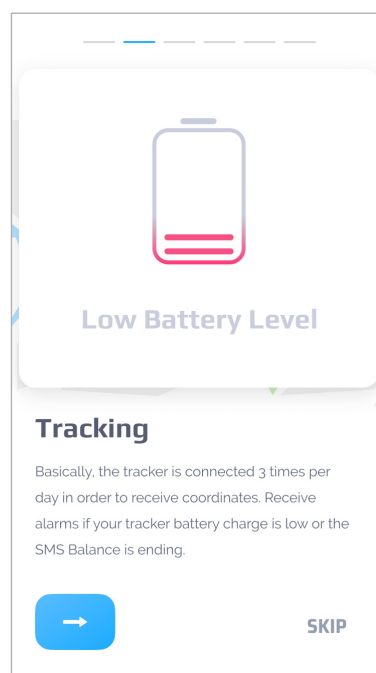 Low Battery Level
Tracking
Basically, the tracker is connected 3 times per
day in order to receive coordinates. Receive
alarms if your tracker battery charge is low or the
SMS Balance is ending.
SKIP